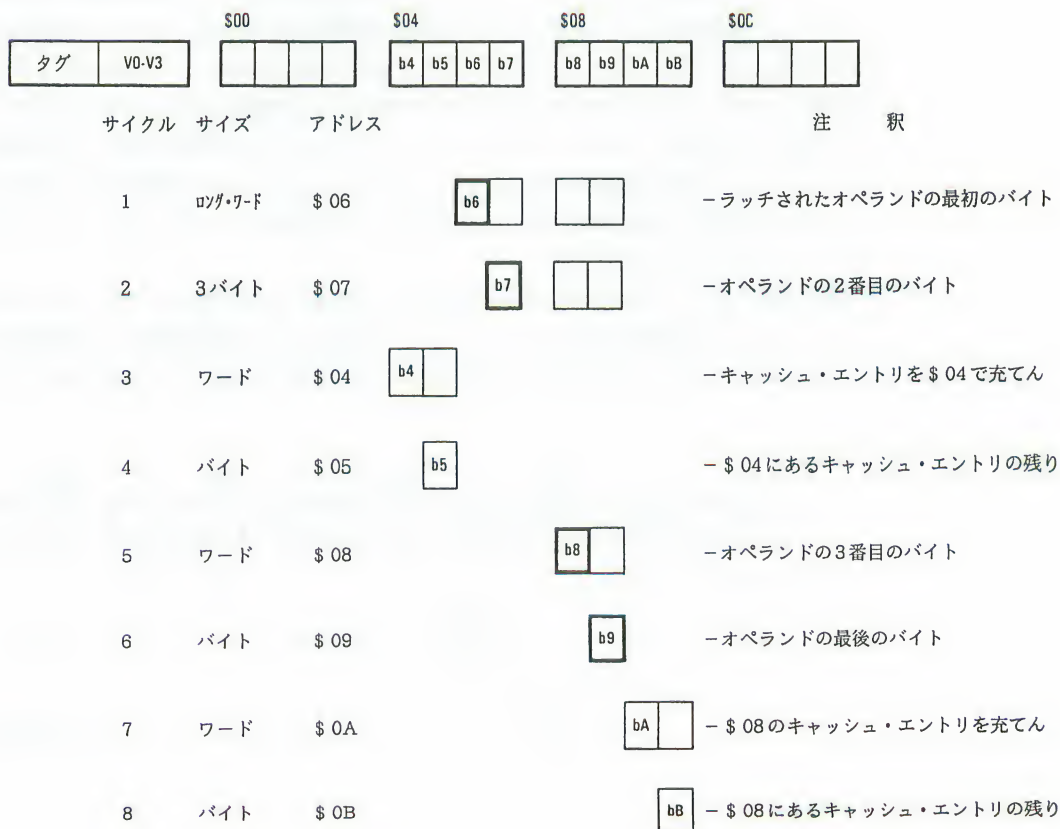 $00 $04 $08 $0C
タグ V0-V3 b4 b5 b6 b7 b8 b9 bA bB
サイクル サイズ アドレス 注 釈
1 ロング・ワード $ 06 b6 －ラッチされたオペランドの最初のバイト
2 3バイト $ 07 b7 －オペランドの2番目のバイト
3 ワード $ 04 b4 －キャッシュ・エントリを＄04で充てん
4 バイト $ 05 b5 －＄04にあるキャッシュ・エントリの残り
5 ワード $ 08 b8 －オペランドの3番目のバイト
6 バイト $ 09 b9 －オペランドの最後のバイト
7 ワード $ 0A bA －＄08のキャッシュ・エントリを充てん
8 バイト $ 0B bB －＄08にあるキャッシュ・エントリの残り